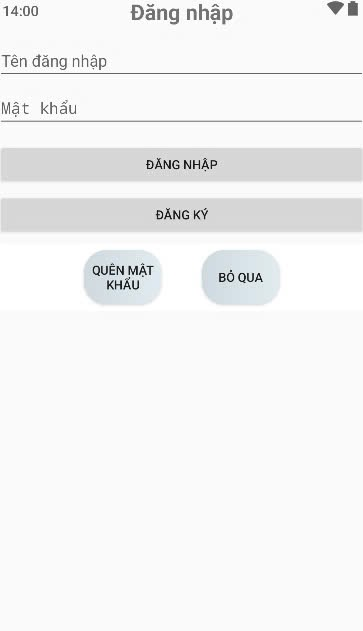 14:00
Đăng nhập
Tên đăng nhập
Mật khẩu
ĐĂNG NHẬP
ĐĂNG KÝ
QUÊN MẬT
KHẨU
BỎ QUA